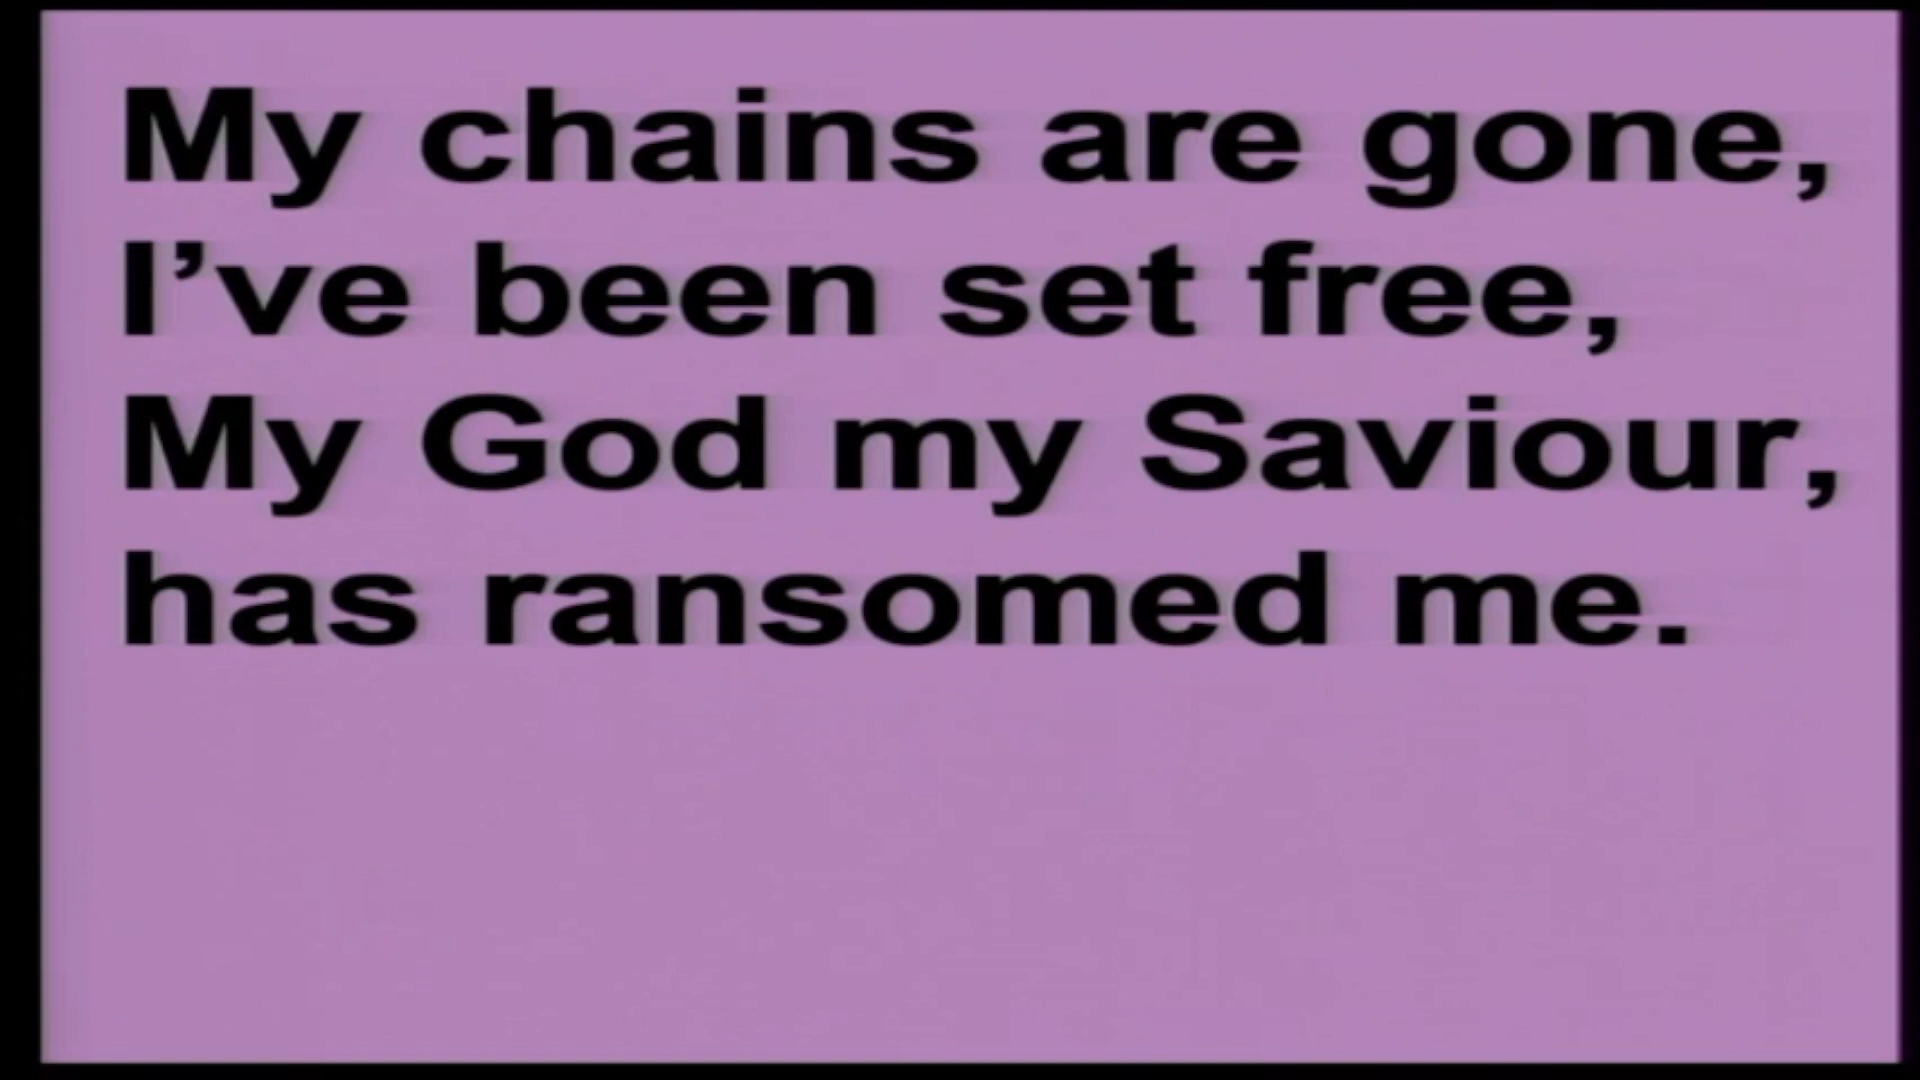 My chains are gone,
I’ve been set free,
My God my Saviour,
has ransomed me.